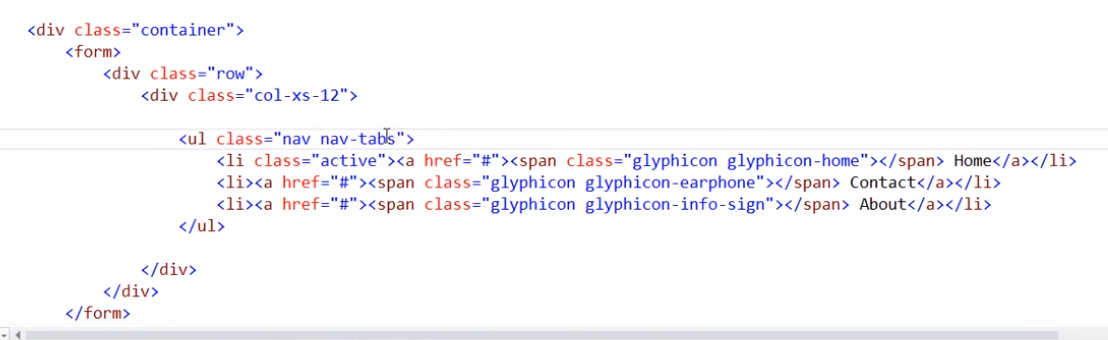 <div class="container">
<form>
<div class="row">
<div class="col-xs-12">
<ul class="nav nav-tabs">
<li class="active"><a href="#"><span class="glyphicon glyphicon-home"></span> Home</a></li>
<li><a href="#"><span class="glyphicon glyphicon-earphone"></span> Contact</a></li>
<li><a href="#"><span class="glyphicon glyphicon-info-sign"></span> About</a></li>
</ul>
</div>
</div>
</form>